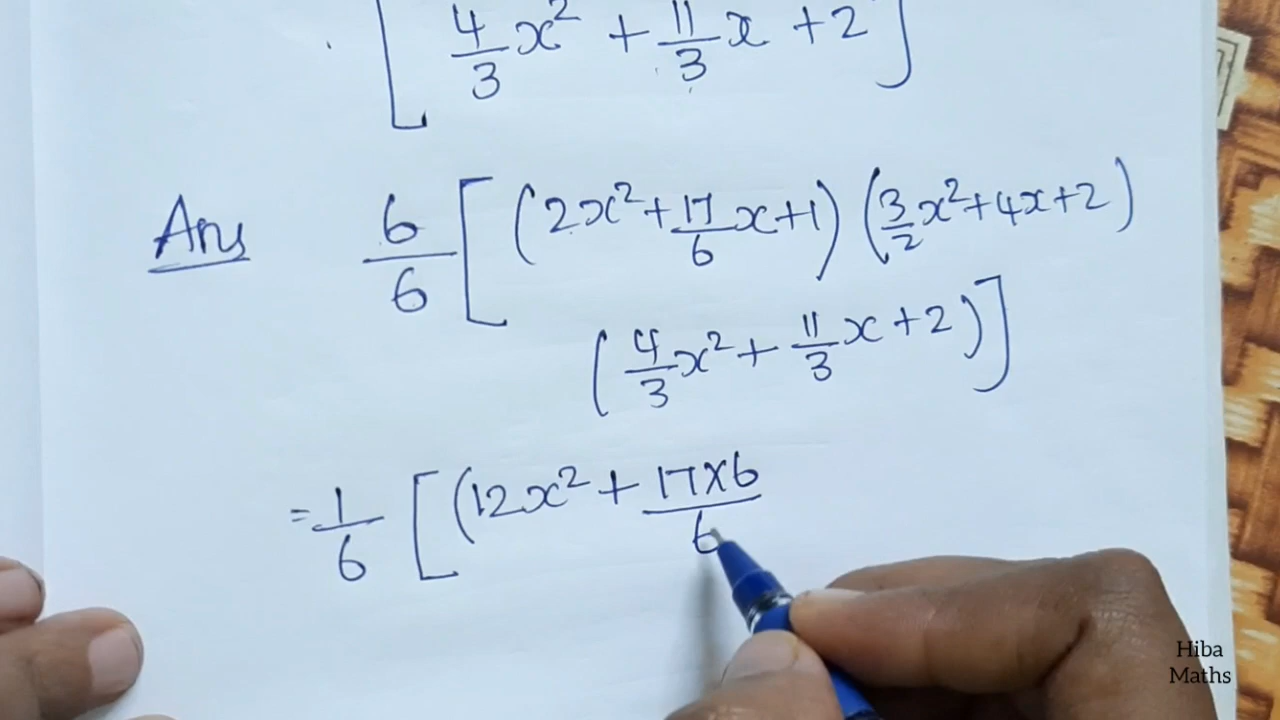 [4/3 x² + 11/3 x + 2]
Ans 6/6 [(2x² + 17/6 x + 1) (3/2 x² + 4x + 2)
(4/3 x² + 11/3 x + 2)]
= 1/6 [(12x² + 17×6/6
Hiba
Maths